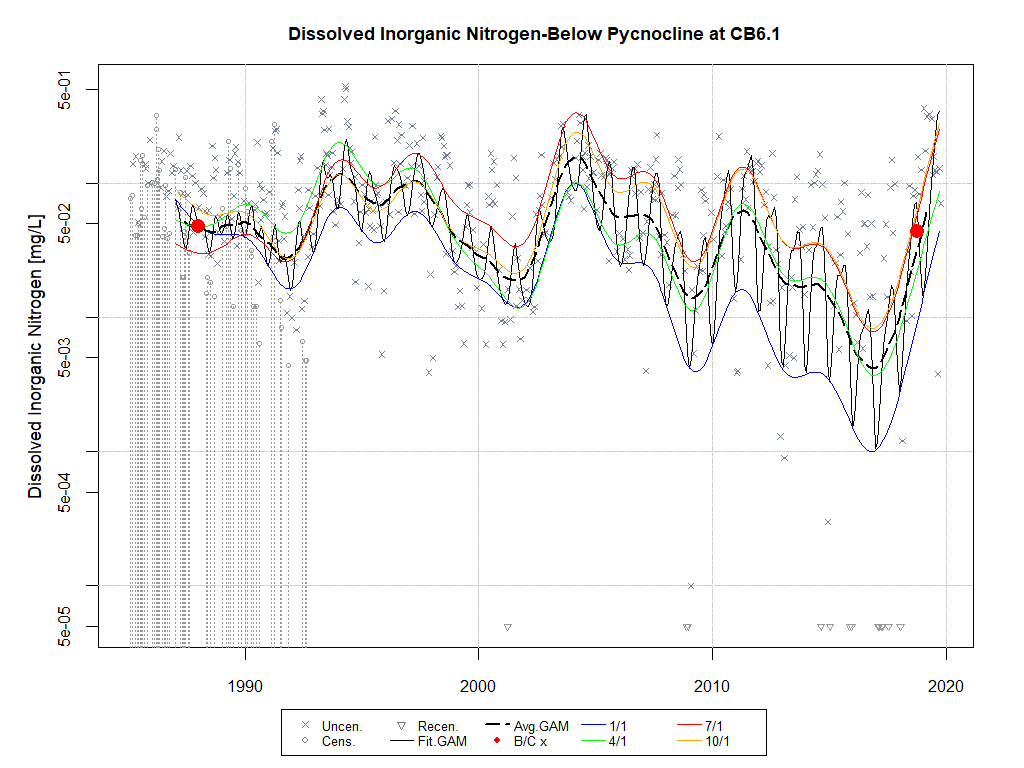 Dissolved Inorganic Nitrogen-Below Pycnocline at CB6.1
Dissolved Inorganic Nitrogen [mg/L]
5e-01
5e-02
5e-03
5e-04
5e-05
1990 2000 2010 2020
Uncen. Recen. Avg.GAM 1/1 7/1
Cens. Fit.GAM B/C x 4/1 10/1